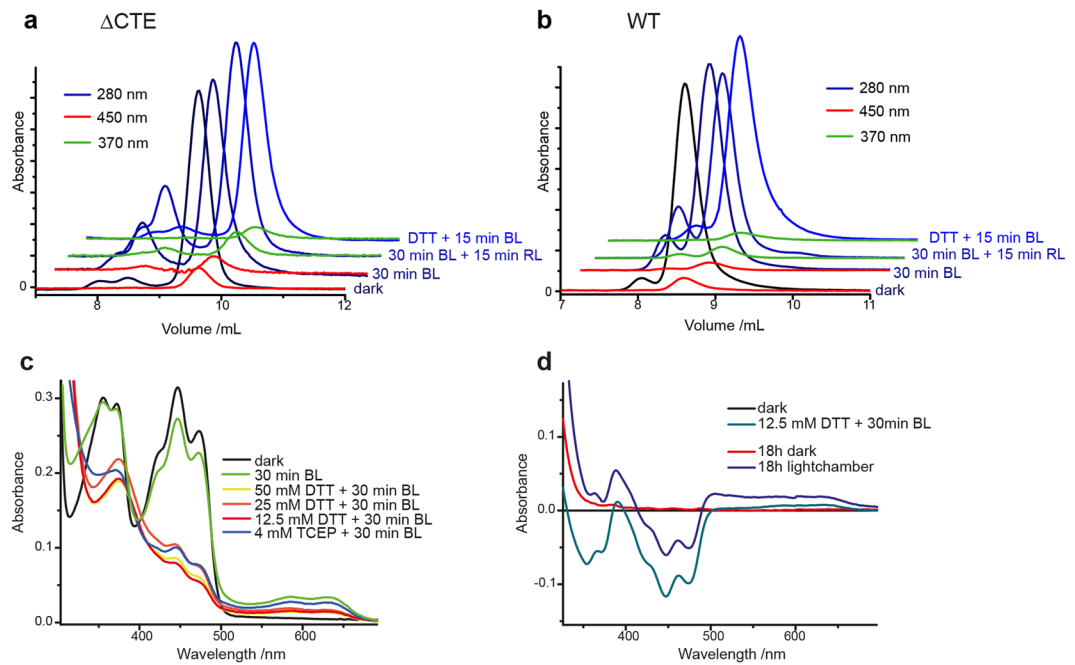 a ΔCTE
280 nm
450 nm
370 nm
Absorbance
0
DTT + 15 min BL
30 min BL + 15 min RL
30 min BL
dark
8 10 12
Volume /mL
b WT
280 nm
450 nm
370 nm
Absorbance
0
DTT + 15 min BL
30 min BL + 15 min RL
30 min BL
dark
7 8 9 10 11
Volume /mL
c
0.3
0.2
0.1
0.0
Absorbance
dark
30 min BL
50 mM DTT + 30 min BL
25 mM DTT + 30 min BL
12.5 mM DTT + 30 min BL
4 mM TCEP + 30 min BL
400 500 600
Wavelength /nm
d
0.1
0.0
-0.1
Absorbance
dark
12.5 mM DTT + 30min BL
18h dark
18h lightchamber
400 500 600
Wavelength /nm